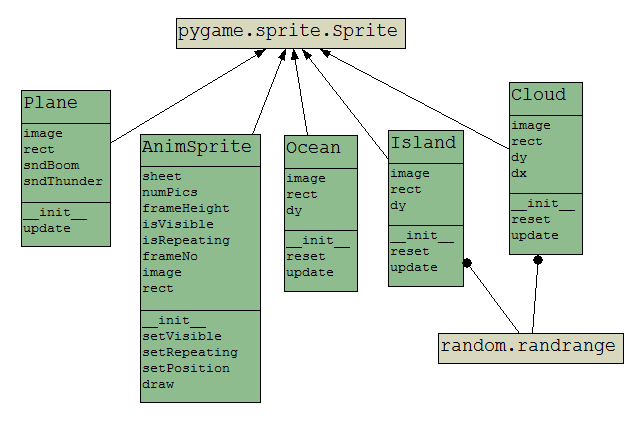 pygame.sprite.Sprite
Plane
image
rect
sndBoom
sndThunder
__init__
update
AnimSprite
sheet
numPics
frameHeight
isVisible
isRepeating
frameNo
image
rect
__init__
setVisible
setRepeating
setPosition
draw
Ocean
image
rect
dy
__init__
reset
update
Island
image
rect
dy
__init__
reset
update
Cloud
image
rect
dy
dx
__init__
reset
update
random.randrange